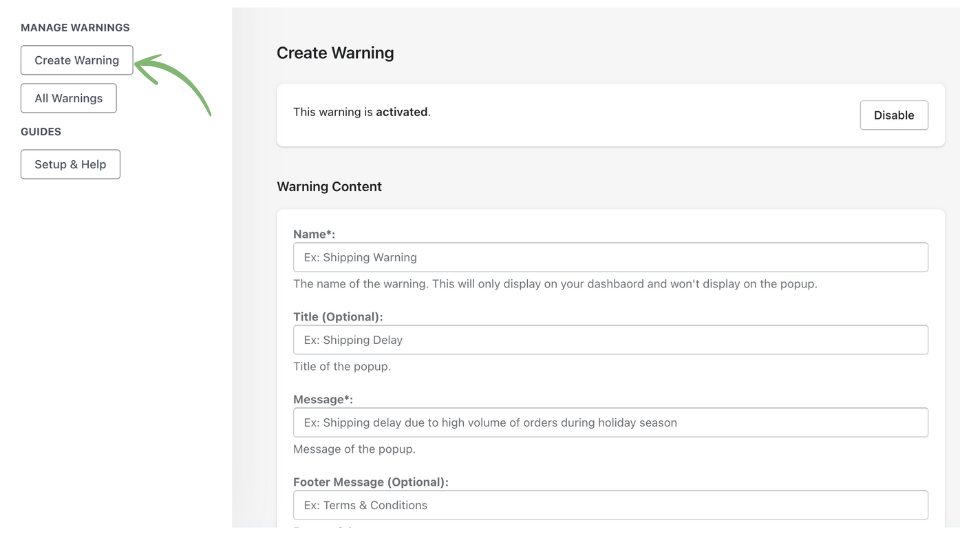 MANAGE WARNINGS
Create Warning
All Warnings
GUIDES
Setup & Help
Create Warning
This warning is activated.
Disable
Warning Content
Name*:
Ex: Shipping Warning
The name of the warning. This will only display on your dashbaord and won't display on the popup.
Title (Optional):
Ex: Shipping Delay
Title of the popup.
Message*:
Ex: Shipping delay due to high volume of orders during holiday season
Message of the popup.
Footer Message (Optional):
Ex: Terms & Conditions